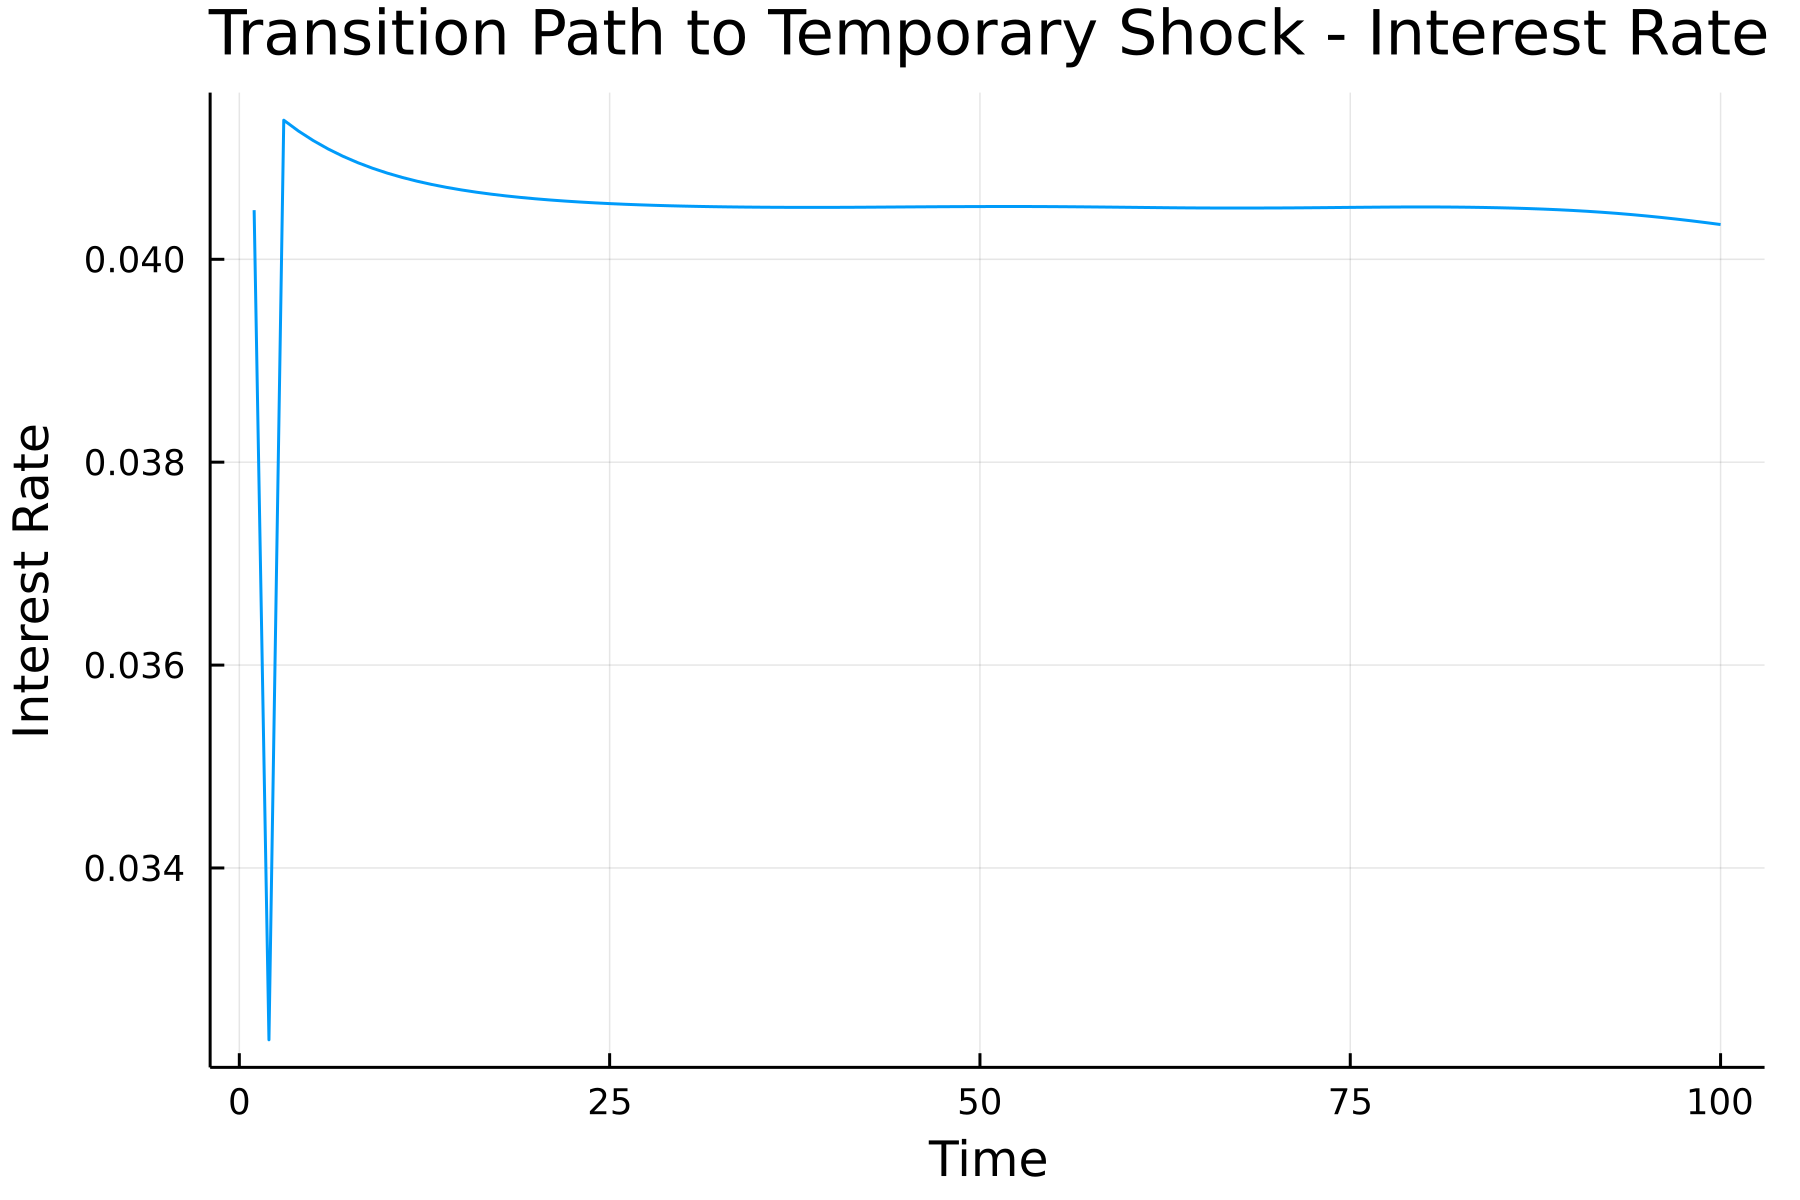 Transition Path to Temporary Shock - Interest Rate
Interest Rate
0.040
0.038
0.036
0.034
0 25 50 75 100
Time